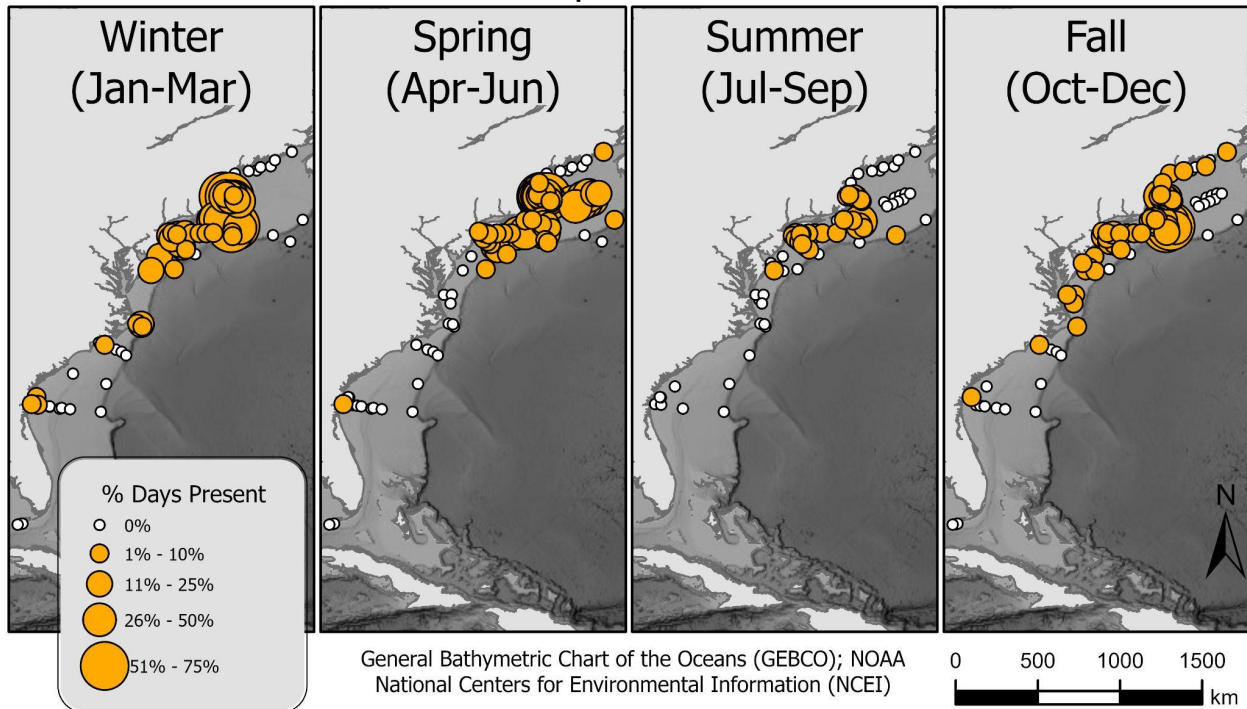 Winter
(Jan-Mar)
Spring
(Apr-Jun)
Summer
(Jul-Sep)
Fall
(Oct-Dec)
% Days Present
0%
1% - 10%
11% - 25%
26% - 50%
51% - 75%
General Bathymetric Chart of the Oceans (GEBCO); NOAA
National Centers for Environmental Information (NCEI)
N
0 500 1000 1500
km